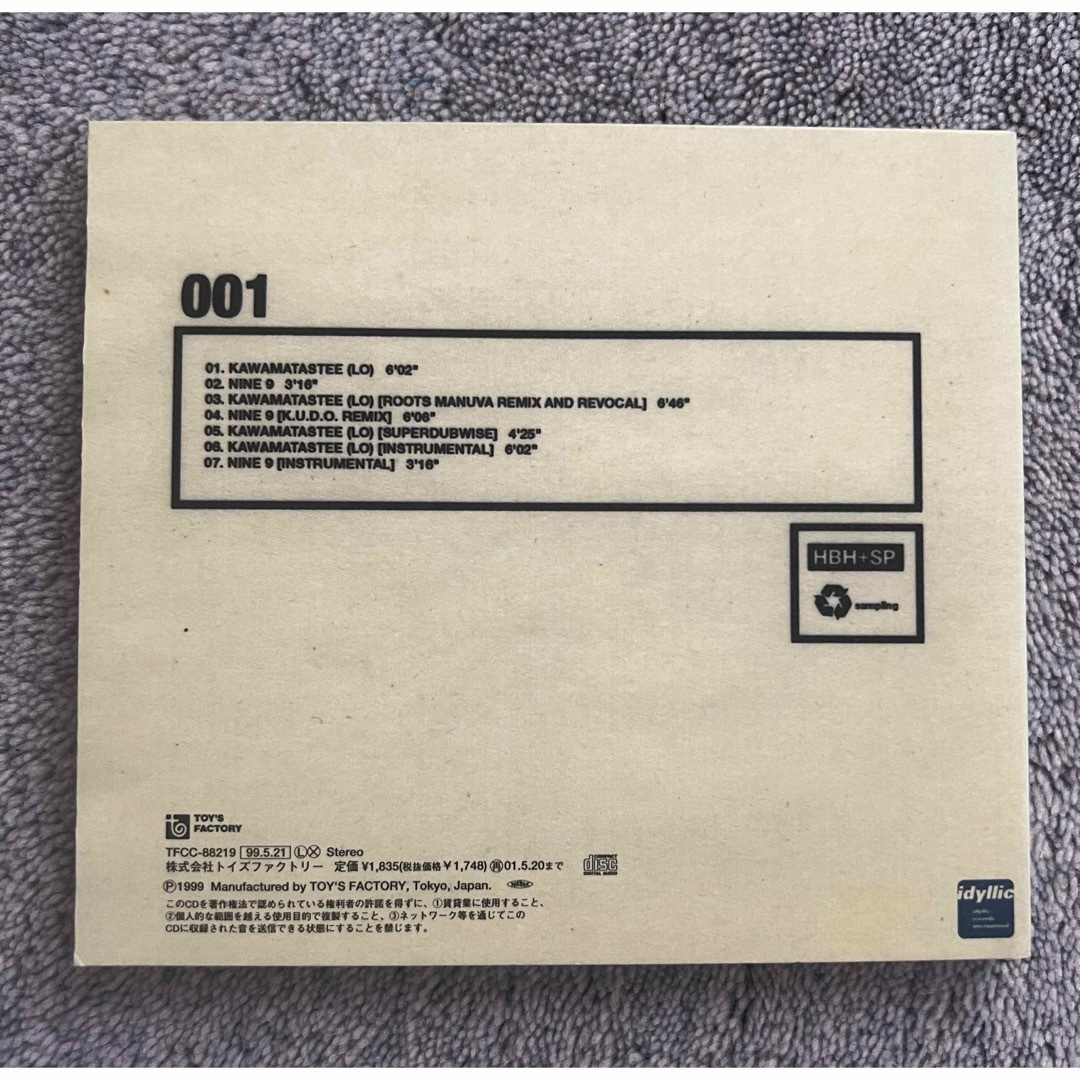 001
01. KAWAMATASTEE (LO) 6'02"
02. NINE 9 3'16"
03. KAWAMATASTEE (LO) [ROOTS MANUVA REMIX AND REVOCAL] 6'46"
04. NINE 9 [K.U.D.O. REMIX] 6'06"
05. KAWAMATASTEE (LO) [SUPERDUBWISE] 4'25"
06. KAWAMATASTEE (LO) [INSTRUMENTAL] 6'02"
07. NINE 9 [INSTRUMENTAL] 3'16"
HBH+SP
sampling
TOY'S
FACTORY
TFCC-88219 99.5.21 Ⓛ Ⓧ Stereo
株式会社トイズファクトリー 定価 ¥1,835(税抜価格¥1,748) ㊢01.5.20まで
disc
DIGITAL AUDIO
Ⓟ1999 Manufactured by TOY'S FACTORY, Tokyo, Japan.
このCDを著作権法で認められている権利者の許諾を得ずに、①賃貸業に使用すること、
②個人的な範囲を越える使用目的で複製すること、③ネットワーク等を通じてこの
CDに収録された音を送信できる状態にすることを禁じます。
idyllic